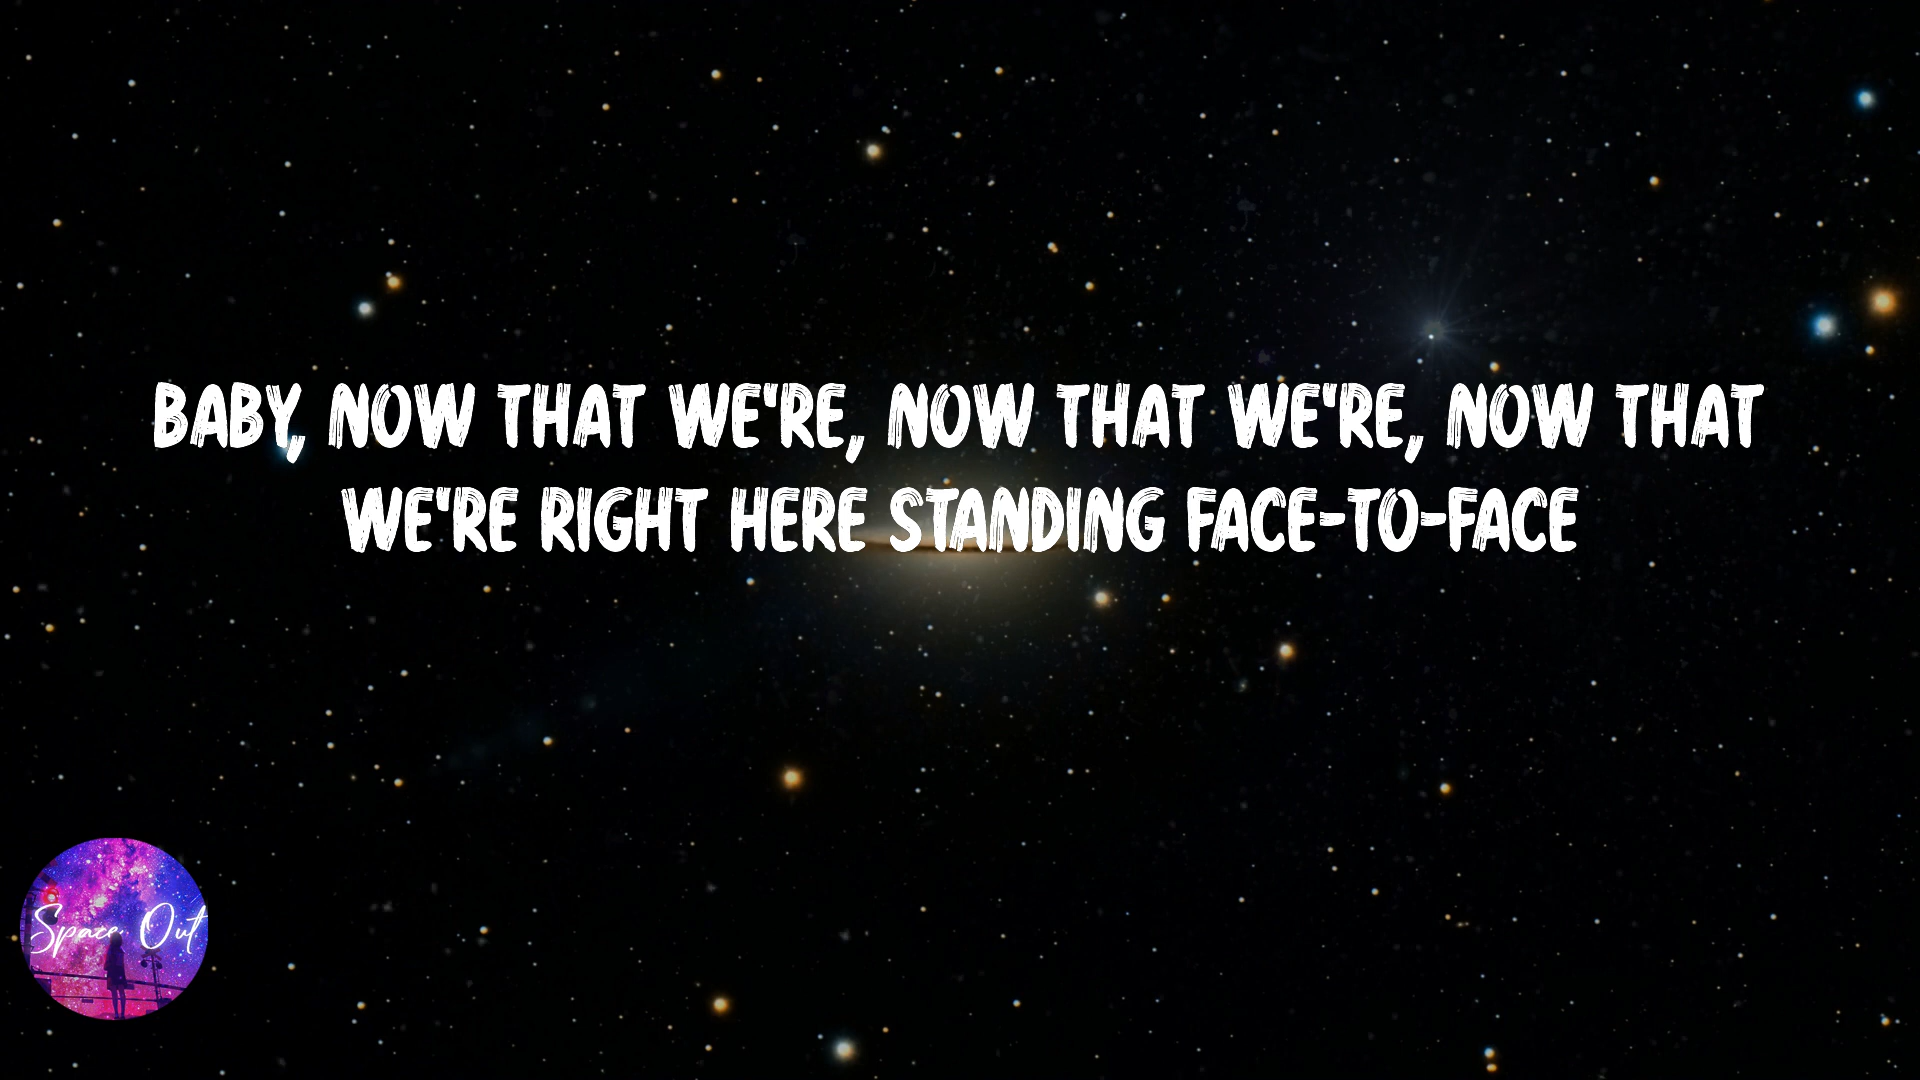 BABY, NOW THAT WE'RE, NOW THAT WE'RE, NOW THAT
WE'RE RIGHT HERE STANDING FACE-TO-FACE
Space Out